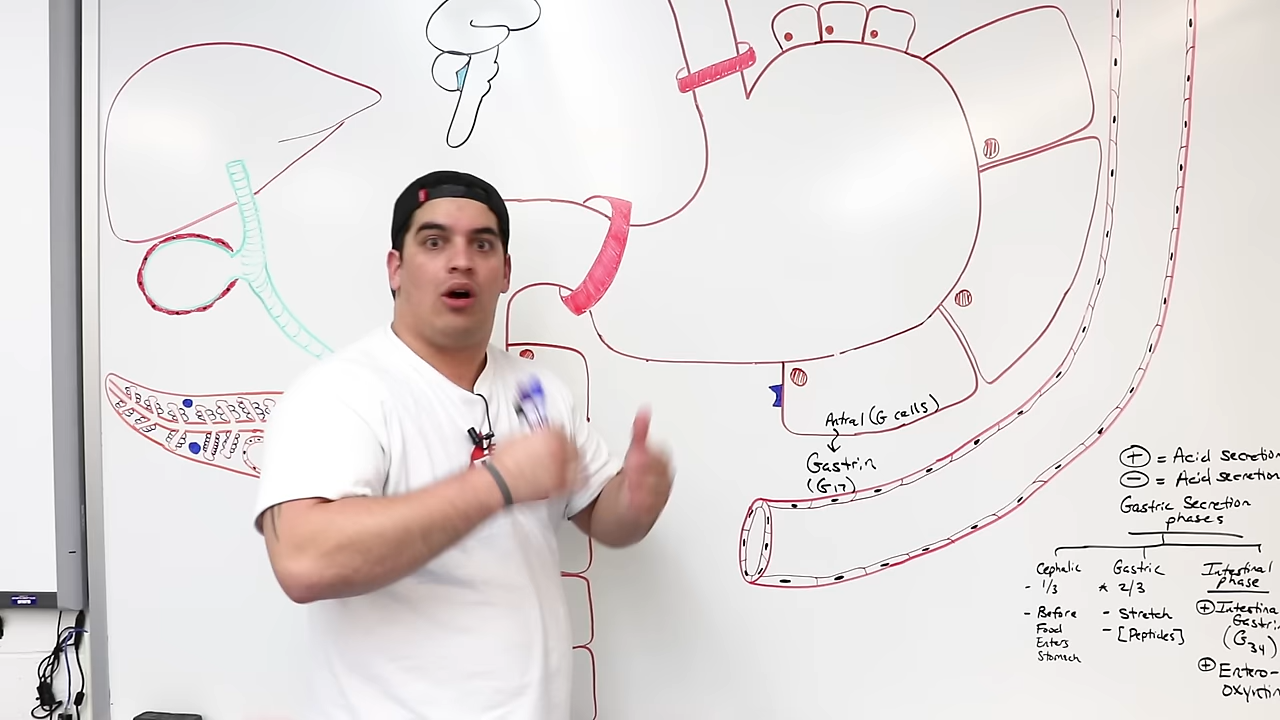 Antral (G cells)
Gastrin
(G17)
+ = Acid secretion
- = Acid secretion
Gastric Secretion
phases
Cephalic
- 1/3
- Before
Food
Enters
Stomach
Gastric
* 2/3
- Stretch
- [Peptides]
Intestinal
phase
+ Intestina
Gastri
(G34)
+ Entero-
oxyntin